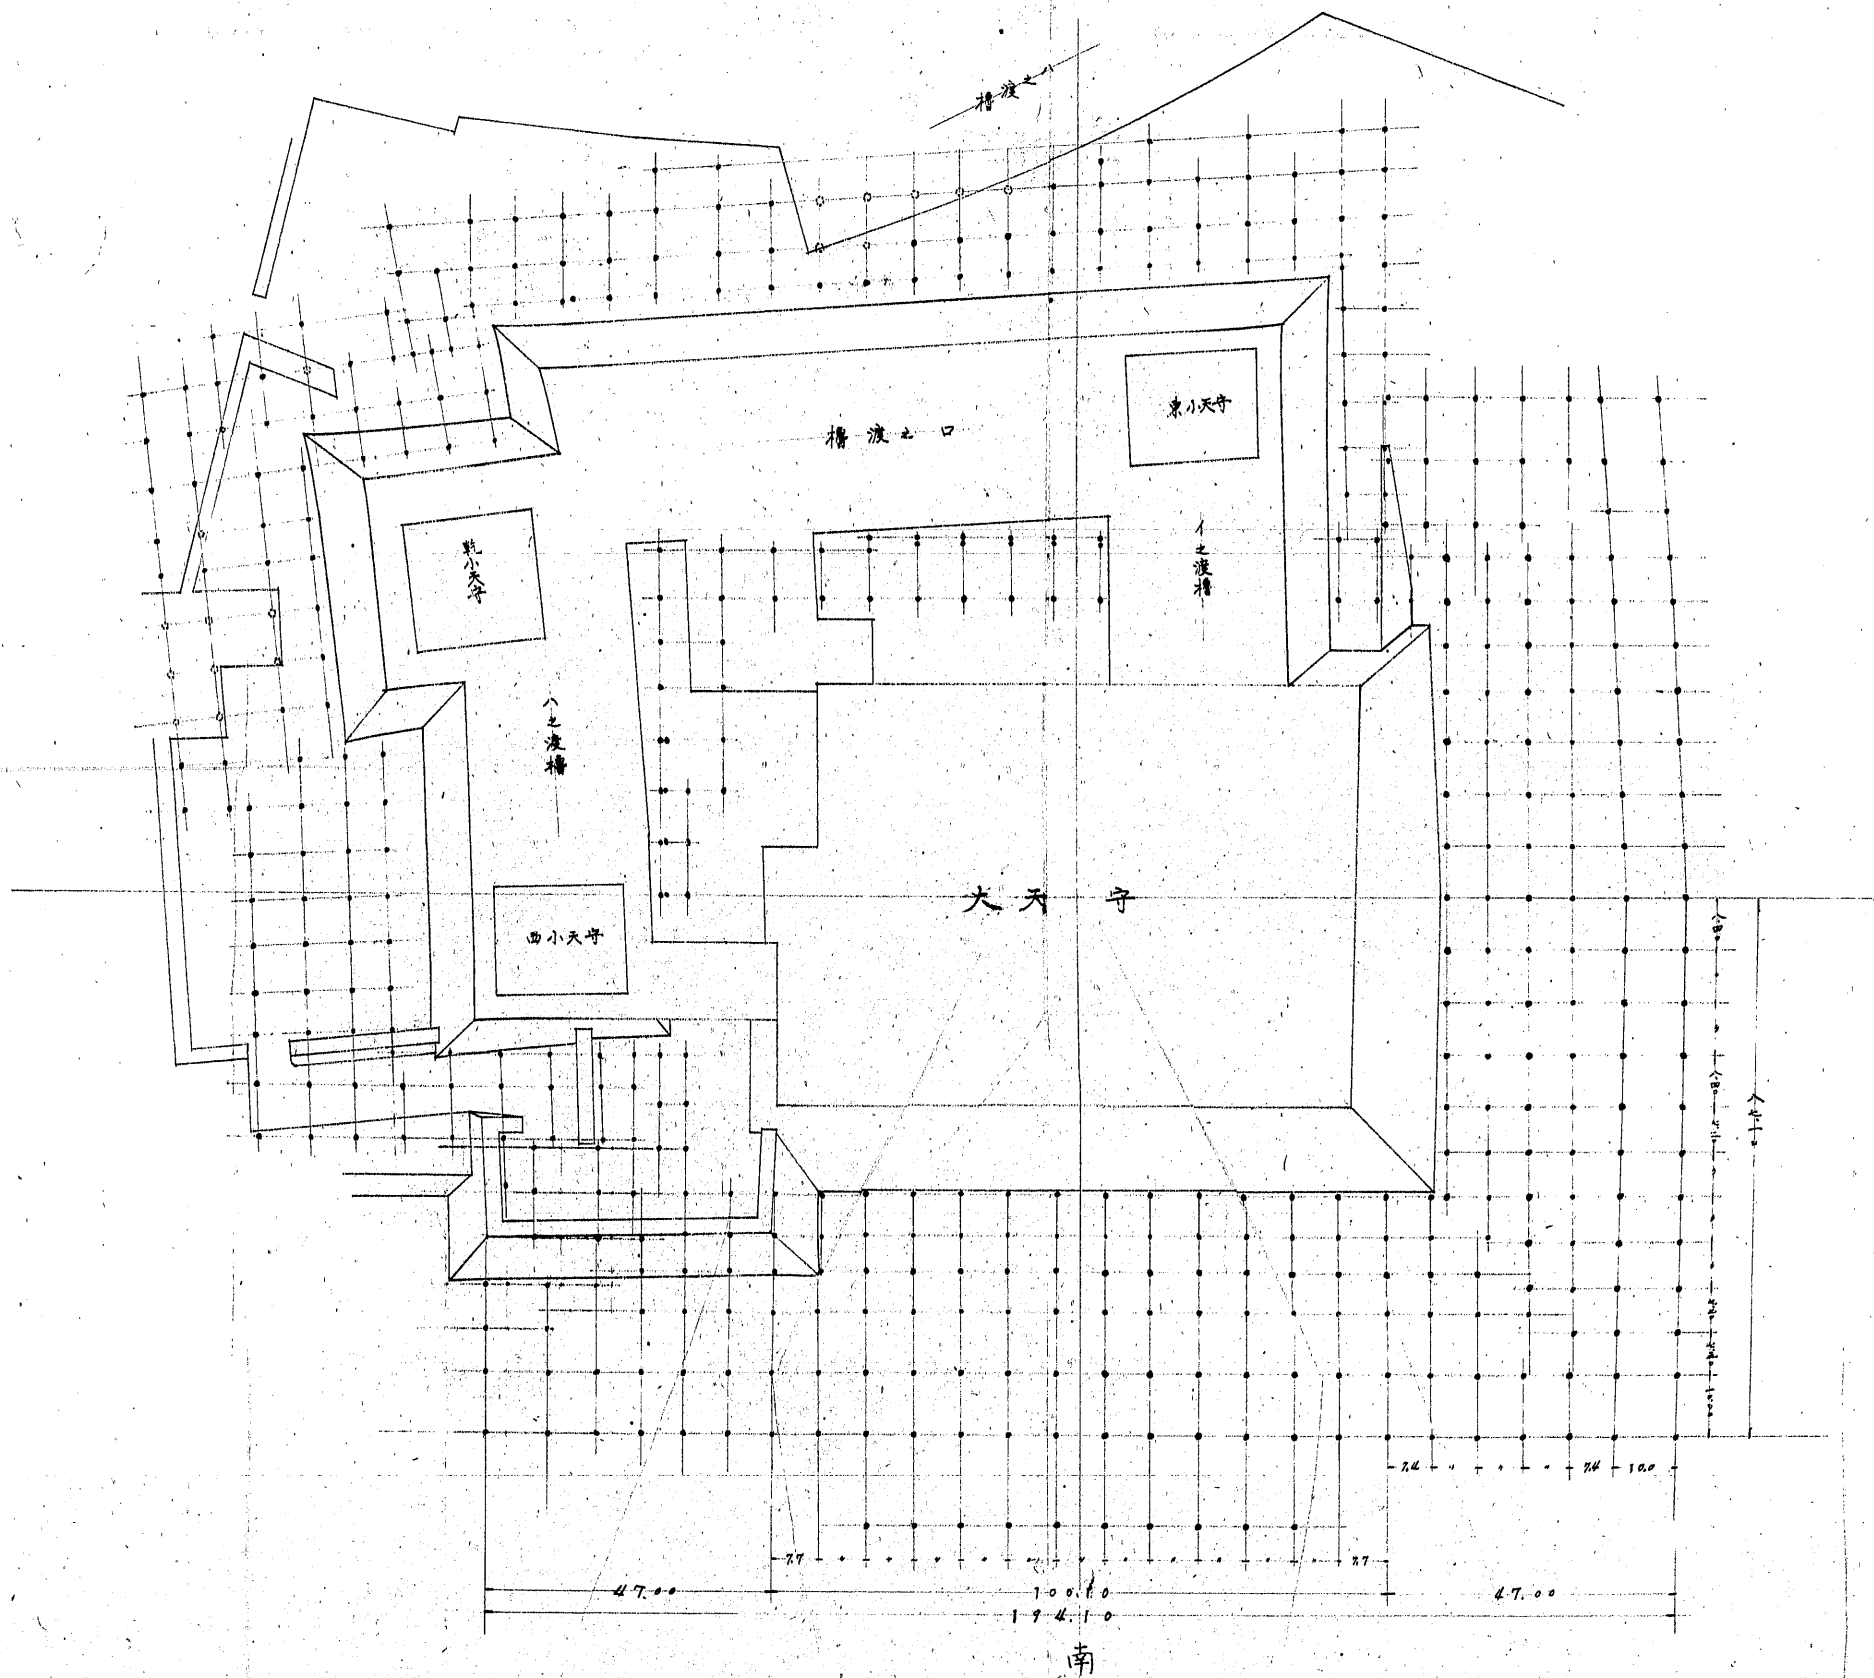 櫓渡之ハ
東小天守
櫓渡之口
イ之渡櫓
乾小天守
ハ之渡櫓
大天守
西小天守
7.4 〃 〃 〃 7.4 10.0
7.7 〃 〃 〃 〃 〃 〃 〃 〃 〃 〃 〃 7.7
47.00 100.10 47.00
194.10
南